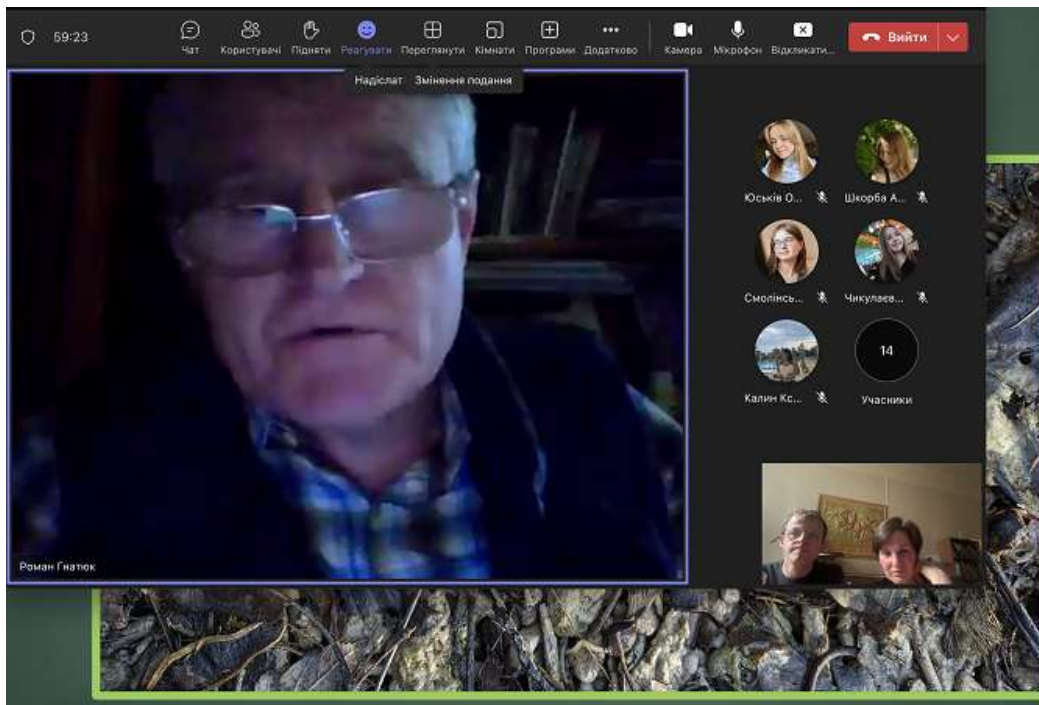 59:23
Чат Користувачі Підняти Реагувати Переглянути Кімнати Програми Додатково Камера Мікрофон Відкликати... Вийти
Надіслат Змінення подання
Юськів О... Шкорба А...
Смолінсь... Чикулаєв...
Калин Кс... 14 Учасники
Роман Гнатюк